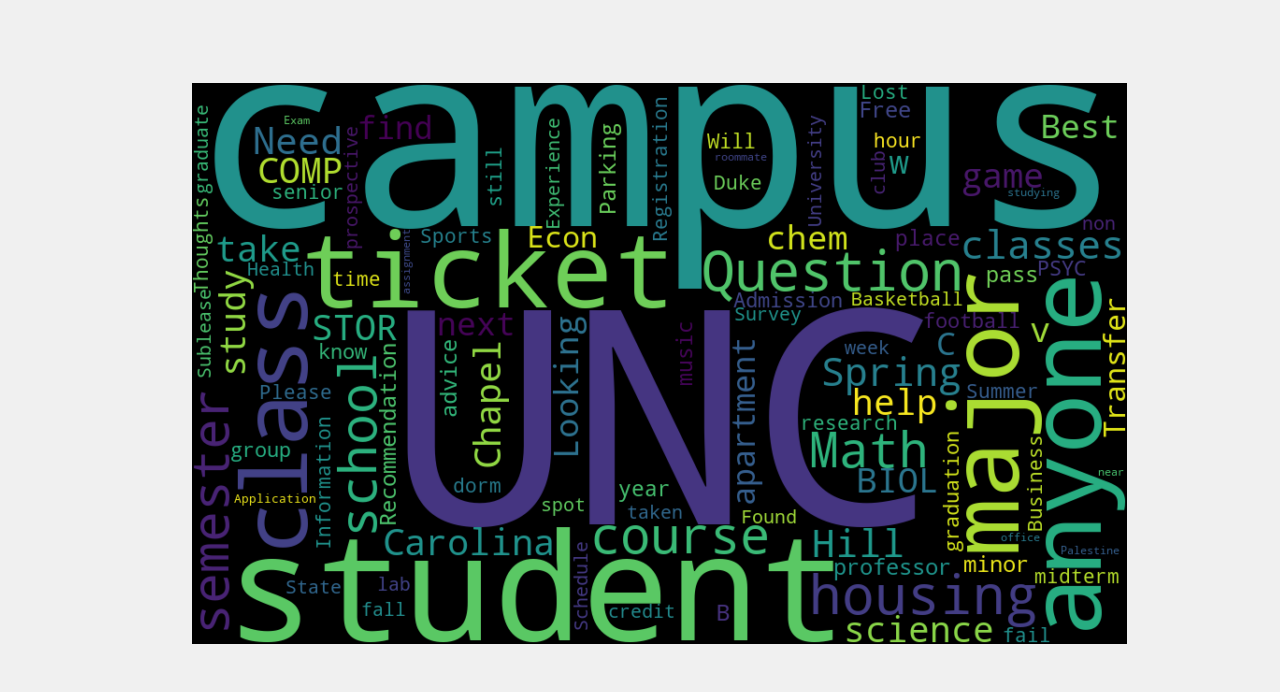 campus
Exam
find
Need
COMP
senior
prospective
graduate
Thoughts
still
Experience
Parking
Registration
Will
roommate
Duke
University
Lost
Free
hour
club
W
Best
game
studying
non
take
Health
time
assignment
Sports
Econ
ticket
Question
chem
place
classes
pass
PSYC
Admission
Basketball
Survey
football
V
C
Transfer
Sublease
study
class
STOR
know
next
UNC
music
Looking
Chapel
advice
school
Recommendation
Please
group
Information
Application
semester
apartment
week
Spring
Summer
help
research
Math
BIOL
major
anyone
graduation
Business
near
office
Palestine
dorm
spot
year
taken
Found
Carolina
course
Hill
professor
minor
midterm
State
lab
fall
student
schedule
credit
B
housing
science
fail